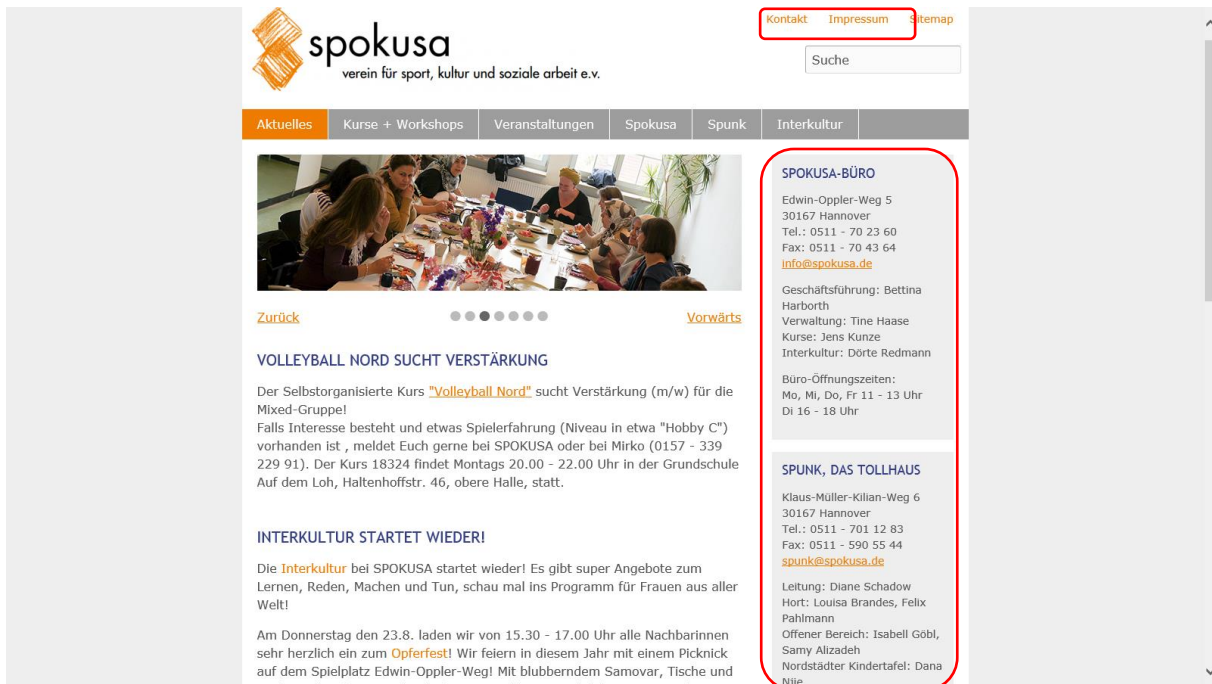 spokusa
verein für sport, kultur und soziale arbeit e.v.
Kontakt Impressum Sitemap
Suche
Aktuelles Kurse + Workshops Veranstaltungen Spokusa Spunk Interkultur
Zurück Vorwärts
VOLLEYBALL NORD SUCHT VERSTÄRKUNG
Der Selbstorganisierte Kurs "Volleyball Nord" sucht Verstärkung (m/w) für die
Mixed-Gruppe!
Falls Interesse besteht und etwas Spielerfahrung (Niveau in etwa "Hobby C")
vorhanden ist , meldet Euch gerne bei SPOKUSA oder bei Mirko (0157 - 339
229 91). Der Kurs 18324 findet Montags 20.00 - 22.00 Uhr in der Grundschule
Auf dem Loh, Haltenhoffstr. 46, obere Halle, statt.
INTERKULTUR STARTET WIEDER!
Die Interkultur bei SPOKUSA startet wieder! Es gibt super Angebote zum
Lernen, Reden, Machen und Tun, schau mal ins Programm für Frauen aus aller
Welt!
Am Donnerstag den 23.8. laden wir von 15.30 - 17.00 Uhr alle Nachbarinnen
sehr herzlich ein zum Opferfest! Wir feiern in diesem Jahr mit einem Picknick
auf dem Spielplatz Edwin-Oppler-Weg! Mit blubberndem Samovar, Tische und
SPOKUSA-BÜRO
Edwin-Oppler-Weg 5
30167 Hannover
Tel.: 0511 - 70 23 60
Fax: 0511 - 70 43 64
info@spokusa.de
Geschäftsführung: Bettina
Harborth
Verwaltung: Tine Haase
Kurse: Jens Kunze
Interkultur: Dörte Redmann
Büro-Öffnungszeiten:
Mo, Mi, Do, Fr 11 - 13 Uhr
Di 16 - 18 Uhr
SPUNK, DAS TOLLHAUS
Klaus-Müller-Kilian-Weg 6
30167 Hannover
Tel.: 0511 - 701 12 83
Fax: 0511 - 590 55 44
spunk@spokusa.de
Leitung: Diane Schadow
Hort: Louisa Brandes, Felix
Pahlmann
Offener Bereich: Isabell Göbl,
Samy Alizadeh
Nordstädter Kindertafel: Dana